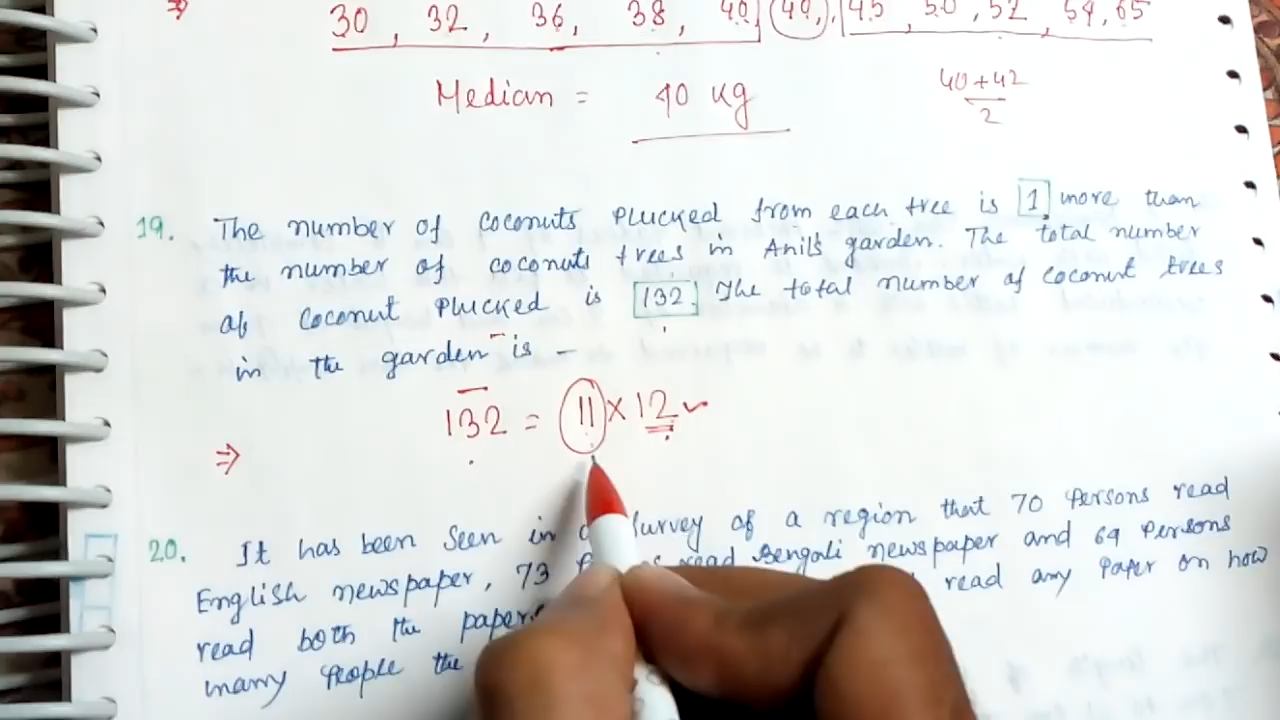 30 , 32 , 36 , 38 , 40 , 45 , 50 , 52 , 54 , 65
Median = 40 Kg
40 + 42
2
19. The number of coconuts Plucked from each tree is 1 more than
the number of coconuts trees in Anil's garden. The total number
of coconut Plucked is 132. The total number of coconut trees
in the garden is -
⇒ 132 = 11 × 12
20. It has been seen in survey of a region that 70 Persons read
English newspaper, 73 read Bengali newspaper and 64 Persons
read both the read any Paper on how
many People the